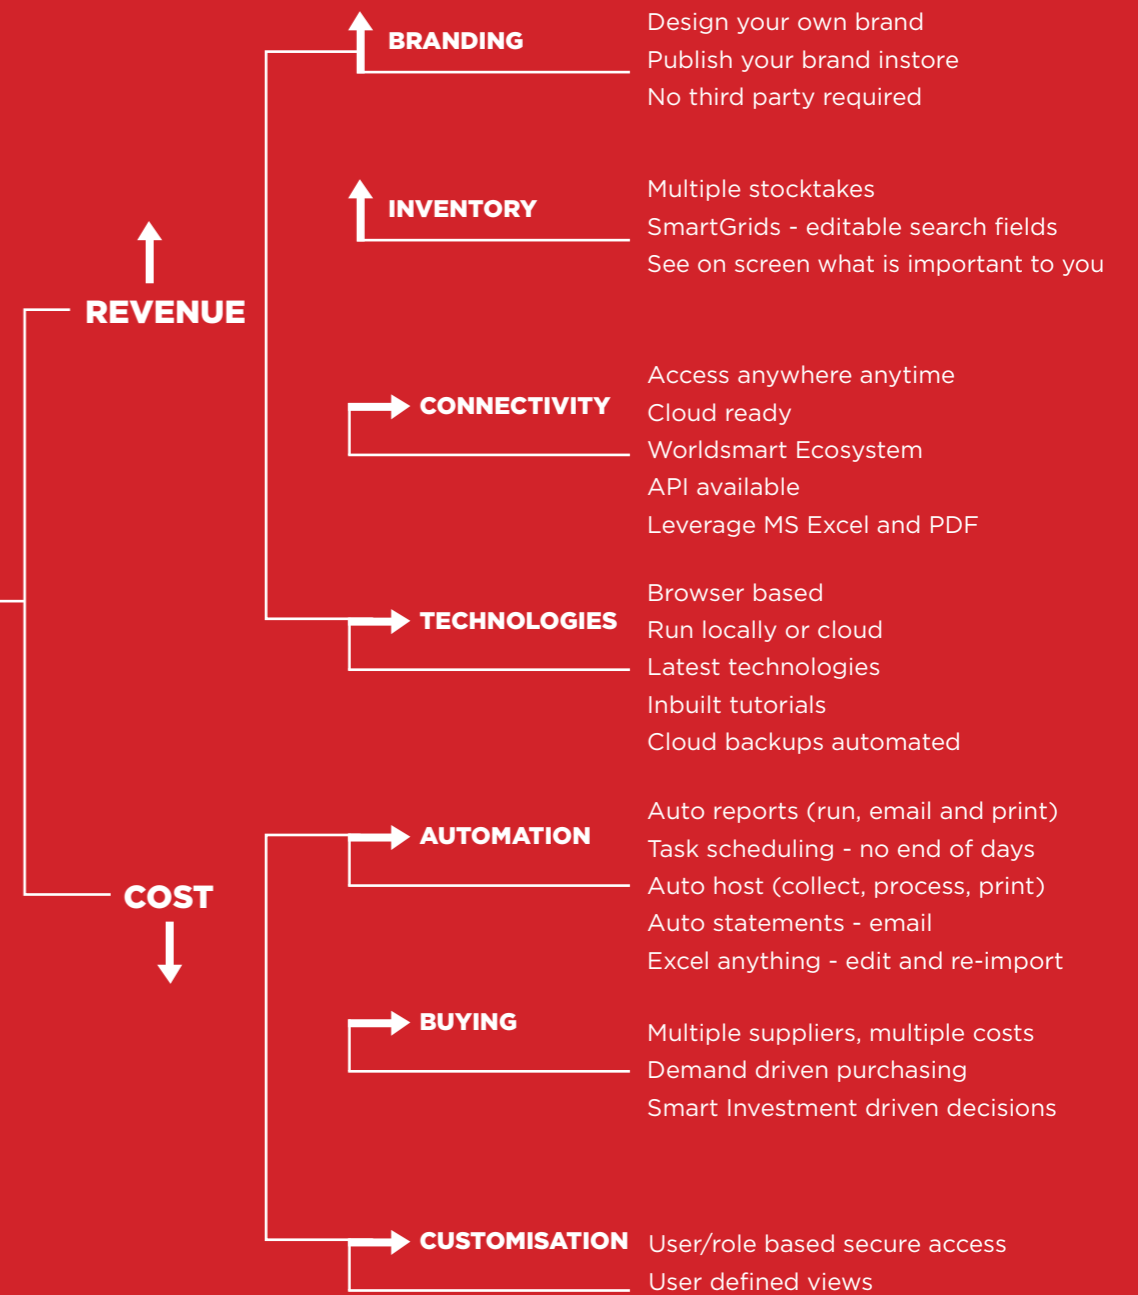 REVENUE
BRANDING
Design your own brand
Publish your brand instore
No third party required
INVENTORY
Multiple stocktakes
SmartGrids - editable search fields
See on screen what is important to you
CONNECTIVITY
Access anywhere anytime
Cloud ready
Worldsmart Ecosystem
API available
Leverage MS Excel and PDF
TECHNOLOGIES
Browser based
Run locally or cloud
Latest technologies
Inbuilt tutorials
Cloud backups automated
COST
AUTOMATION
Auto reports (run, email and print)
Task scheduling - no end of days
Auto host (collect, process, print)
Auto statements - email
Excel anything - edit and re-import
BUYING
Multiple suppliers, multiple costs
Demand driven purchasing
Smart Investment driven decisions
CUSTOMISATION
User/role based secure access
User defined views